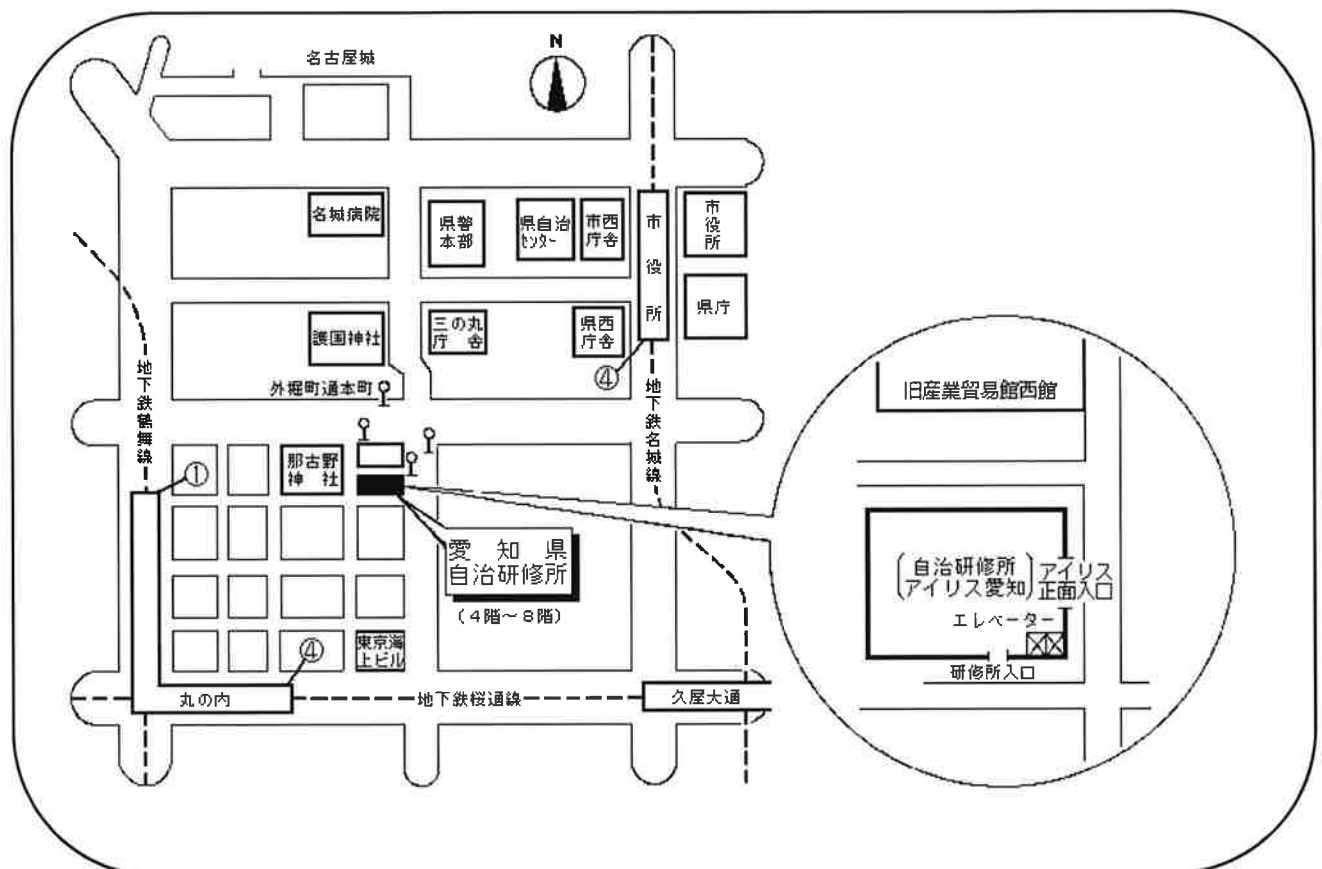 名古屋城
N
名城病院
県警
本部
県自治
センター
市西
庁舎
市役所
市役所
護国神社
三の丸
庁舎
県西
庁舎
県庁
④
外堀町通本町
地下鉄鶴舞線
地下鉄名城線
①
那古野
神社
愛知県
自治研修所
(4階～8階)
東京海
上ビル
④
丸の内
地下鉄桜通線
久屋大通
旧産業貿易館西館
自治研修所
アイリス愛知
アイリス
正面入口
エレベーター
研修所入口